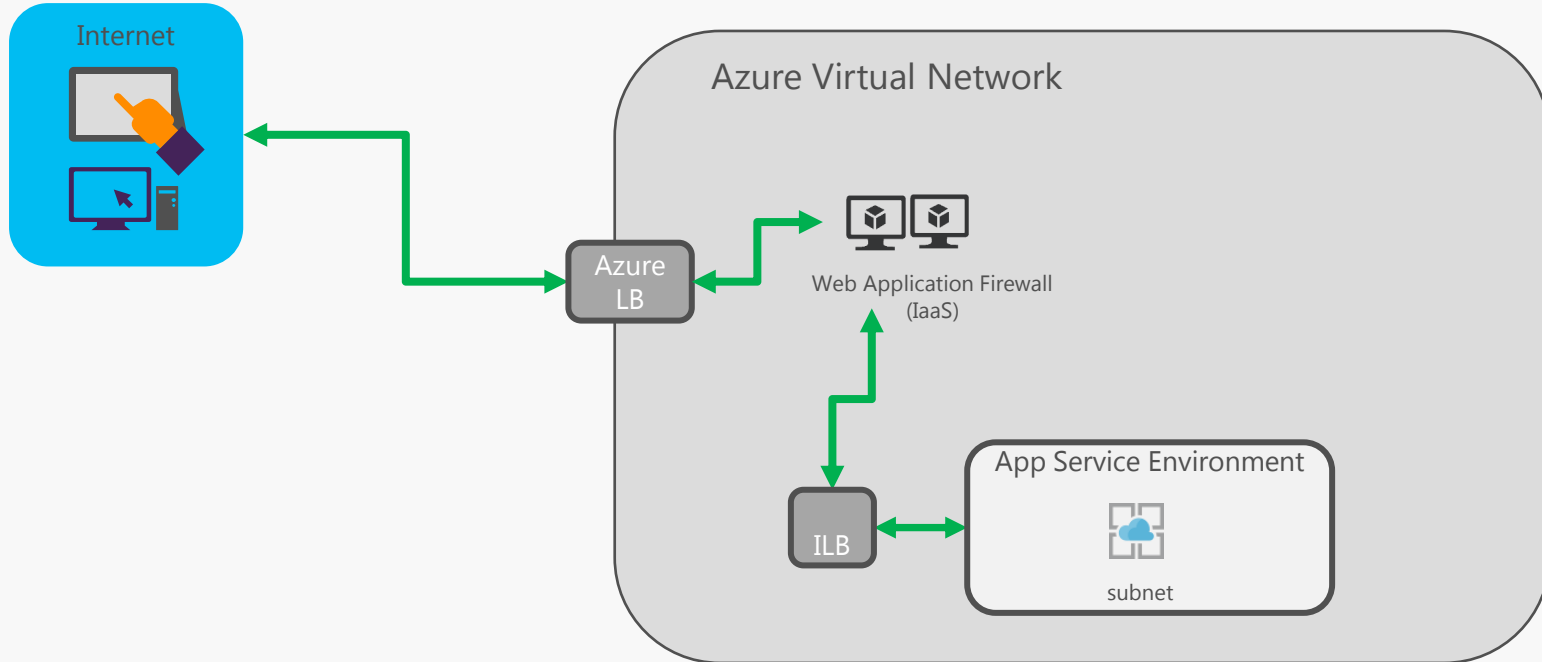 Internet
Azure Virtual Network
Azure
LB
Web Application Firewall
(IaaS)
App Service Environment
ILB
subnet